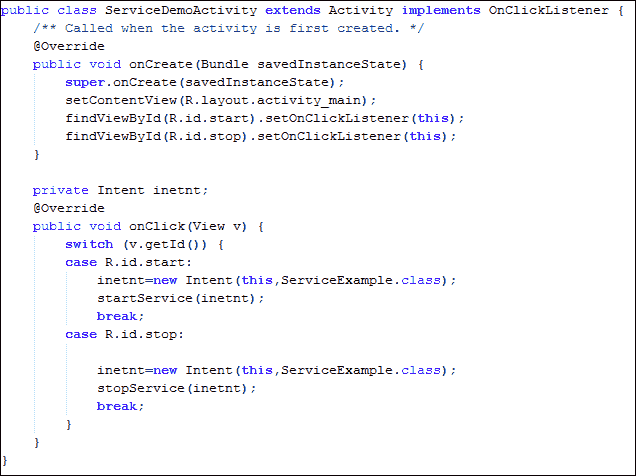 public class ServiceDemoActivity extends Activity implements OnClickListener {
    /** Called when the activity is first created. */
    @Override
    public void onCreate(Bundle savedInstanceState) {
        super.onCreate(savedInstanceState);
        setContentView(R.layout.activity_main);
        findViewById(R.id.start).setOnClickListener(this);
        findViewById(R.id.stop).setOnClickListener(this);
    }

    private Intent inetnt;
    @Override
    public void onClick(View v) {
        switch (v.getId()) {
        case R.id.start:
            inetnt=new Intent(this,ServiceExample.class);
            startService(inetnt);
            break;
        case R.id.stop:

            inetnt=new Intent(this,ServiceExample.class);
            stopService(inetnt);
            break;
        }
    }
}